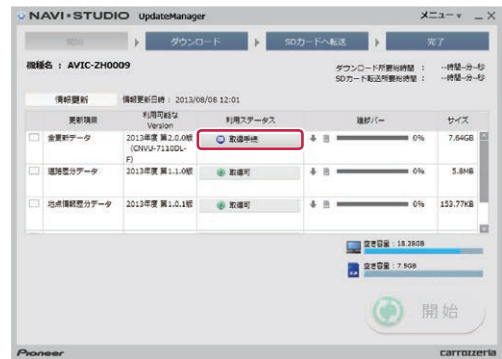 NAVI•STUDIO UpdateManager メニュー
開始 ダウンロード SDカードへ転送 完了
機種名 : AVIC-ZH0009
ダウンロード所要総時間 : --時間--分--秒
SDカード転送所要総時間 : --時間--分--秒
情報更新 情報更新日時 : 2013/08/08 12:01
更新項目 利用可能なVersion 利用ステータス 進捗バー サイズ
全更新データ 2013年度 第2.0.0版 (CNVU-7110DL-F) 取得手続 0% 7.64GB
道路差分データ 2013年度 第1.1.0版 取得可 0% 5.8MB
地点情報差分データ 2013年度 第1.0.1版 取得可 0% 153.77KB
空き容量 : 18.28GB
空き容量 : 7.5GB
開始
Pioneer carrozzeria